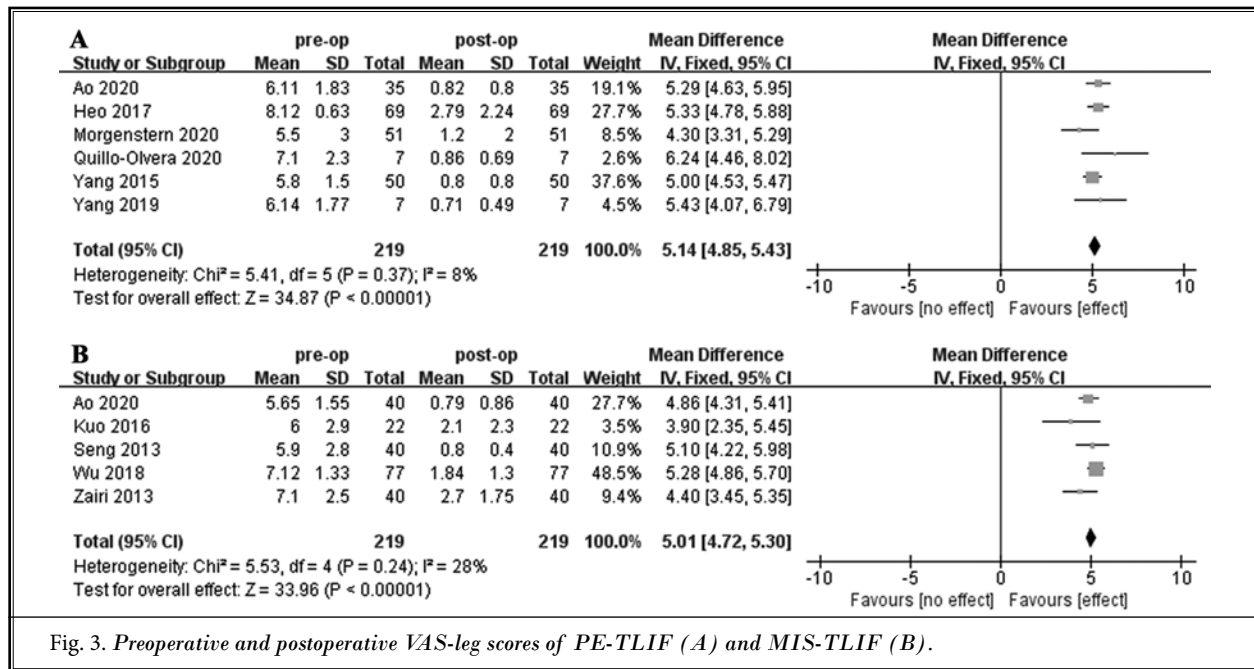 A pre-op post-op Mean Difference Mean Difference
Study or Subgroup Mean SD Total Mean SD Total Weight IV, Fixed, 95% CI IV, Fixed, 95% CI
Ao 2020 6.11 1.83 35 0.82 0.8 35 19.1% 5.29 [4.63, 5.95]
Heo 2017 8.12 0.63 69 2.79 2.24 69 27.7% 5.33 [4.78, 5.88]
Morgenstern 2020 5.5 3 51 1.2 2 51 8.5% 4.30 [3.31, 5.29]
Quillo-Olvera 2020 7.1 2.3 7 0.86 0.69 7 2.6% 6.24 [4.46, 8.02]
Yang 2015 5.8 1.5 50 0.8 0.8 50 37.6% 5.00 [4.53, 5.47]
Yang 2019 6.14 1.77 7 0.71 0.49 7 4.5% 5.43 [4.07, 6.79]
Total (95% CI) 219 219 100.0% 5.14 [4.85, 5.43]
Heterogeneity: Chi² = 5.41, df = 5 (P = 0.37); I² = 8%
Test for overall effect: Z = 34.87 (P < 0.00001)
-10 -5 0 5 10
Favours [no effect] Favours [effect]
B pre-op post-op Mean Difference Mean Difference
Study or Subgroup Mean SD Total Mean SD Total Weight IV, Fixed, 95% CI IV, Fixed, 95% CI
Ao 2020 5.65 1.55 40 0.79 0.86 40 27.7% 4.86 [4.31, 5.41]
Kuo 2016 6 2.9 22 2.1 2.3 22 3.5% 3.90 [2.35, 5.45]
Seng 2013 5.9 2.8 40 0.8 0.4 40 10.9% 5.10 [4.22, 5.98]
Wu 2018 7.12 1.33 77 1.84 1.3 77 48.5% 5.28 [4.86, 5.70]
Zairi 2013 7.1 2.5 40 2.7 1.75 40 9.4% 4.40 [3.45, 5.35]
Total (95% CI) 219 219 100.0% 5.01 [4.72, 5.30]
Heterogeneity: Chi² = 5.53, df = 4 (P = 0.24); I² = 28%
Test for overall effect: Z = 33.96 (P < 0.00001)
-10 -5 0 5 10
Favours [no effect] Favours [effect]
Fig. 3. Preoperative and postoperative VAS-leg scores of PE-TLIF (A) and MIS-TLIF (B).